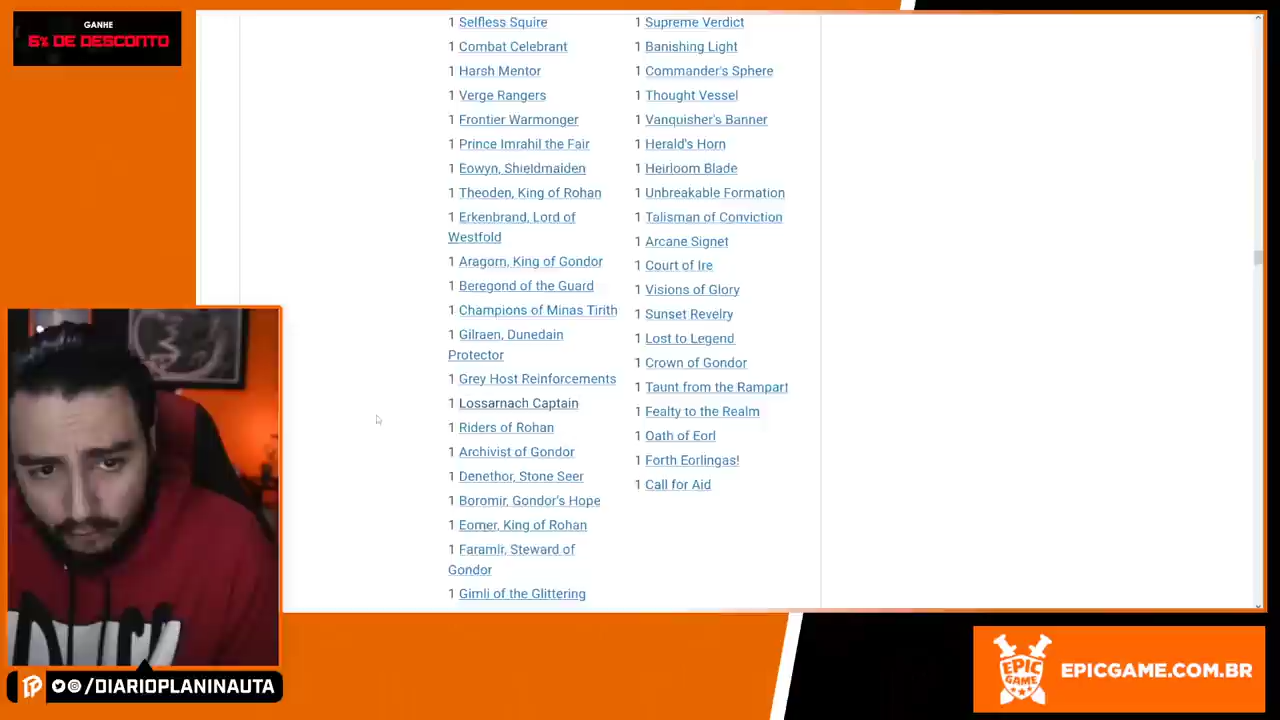 GANHE
6% DE DESCONTO
1 Selfless Squire
1 Combat Celebrant
1 Harsh Mentor
1 Verge Rangers
1 Frontier Warmonger
1 Prince Imrahil the Fair
1 Eowyn, Shieldmaiden
1 Theoden, King of Rohan
1 Erkenbrand, Lord of
Westfold
1 Aragorn, King of Gondor
1 Beregond of the Guard
1 Champions of Minas Tirith
1 Gilraen, Dunedain
Protector
1 Grey Host Reinforcements
1 Lossarnach Captain
1 Riders of Rohan
1 Archivist of Gondor
1 Denethor, Stone Seer
1 Boromir, Gondor's Hope
1 Eomer, King of Rohan
1 Faramir, Steward of
Gondor
1 Gimli of the Glittering
1 Supreme Verdict
1 Banishing Light
1 Commander's Sphere
1 Thought Vessel
1 Vanquisher's Banner
1 Herald's Horn
1 Heirloom Blade
1 Unbreakable Formation
1 Talisman of Conviction
1 Arcane Signet
1 Court of Ire
1 Visions of Glory
1 Sunset Revelry
1 Lost to Legend
1 Crown of Gondor
1 Taunt from the Rampart
1 Fealty to the Realm
1 Oath of Eorl
1 Forth Eorlingas!
1 Call for Aid
/DIARIOPLANINAUTA
EPIC
GAME
EPICGAME.COM.BR